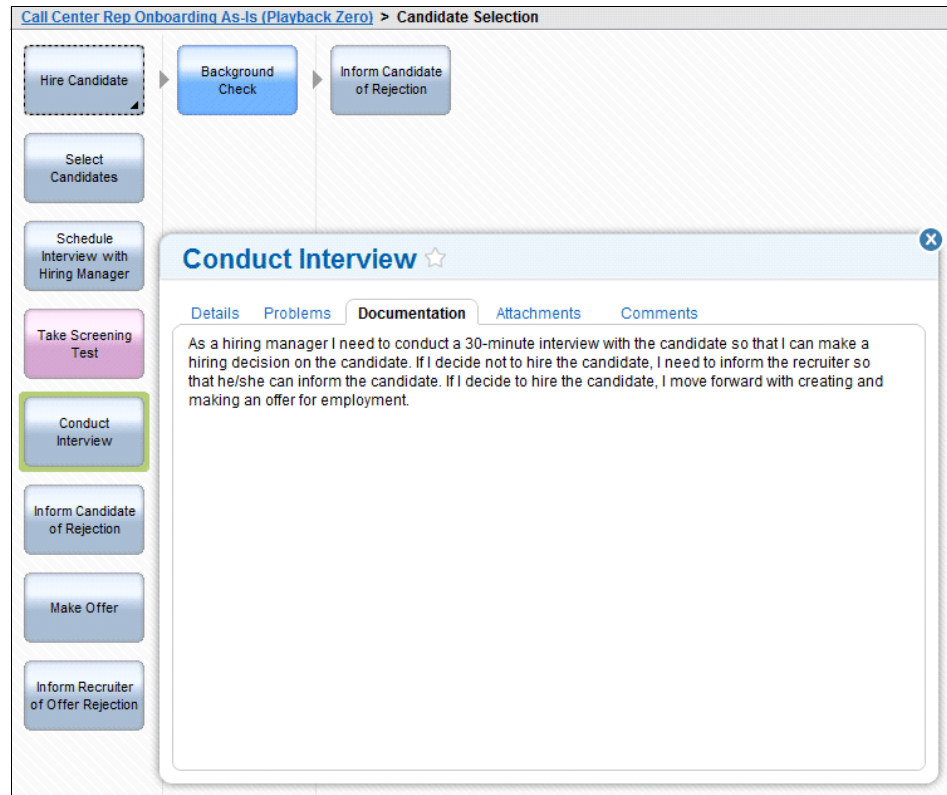 Call Center Rep Onboarding As-Is (Playback Zero) > Candidate Selection
Hire Candidate
Background
Check
Inform Candidate
of Rejection
Select
Candidates
Schedule
Interview with
Hiring Manager
Take Screening
Test
Conduct
Interview
Inform Candidate
of Rejection
Make Offer
Inform Recruiter
of Offer Rejection
Conduct Interview
Details Problems Documentation Attachments Comments
As a hiring manager I need to conduct a 30-minute interview with the candidate so that I can make a
hiring decision on the candidate. If I decide not to hire the candidate, I need to inform the recruiter so
that he/she can inform the candidate. If I decide to hire the candidate, I move forward with creating and
making an offer for employment.